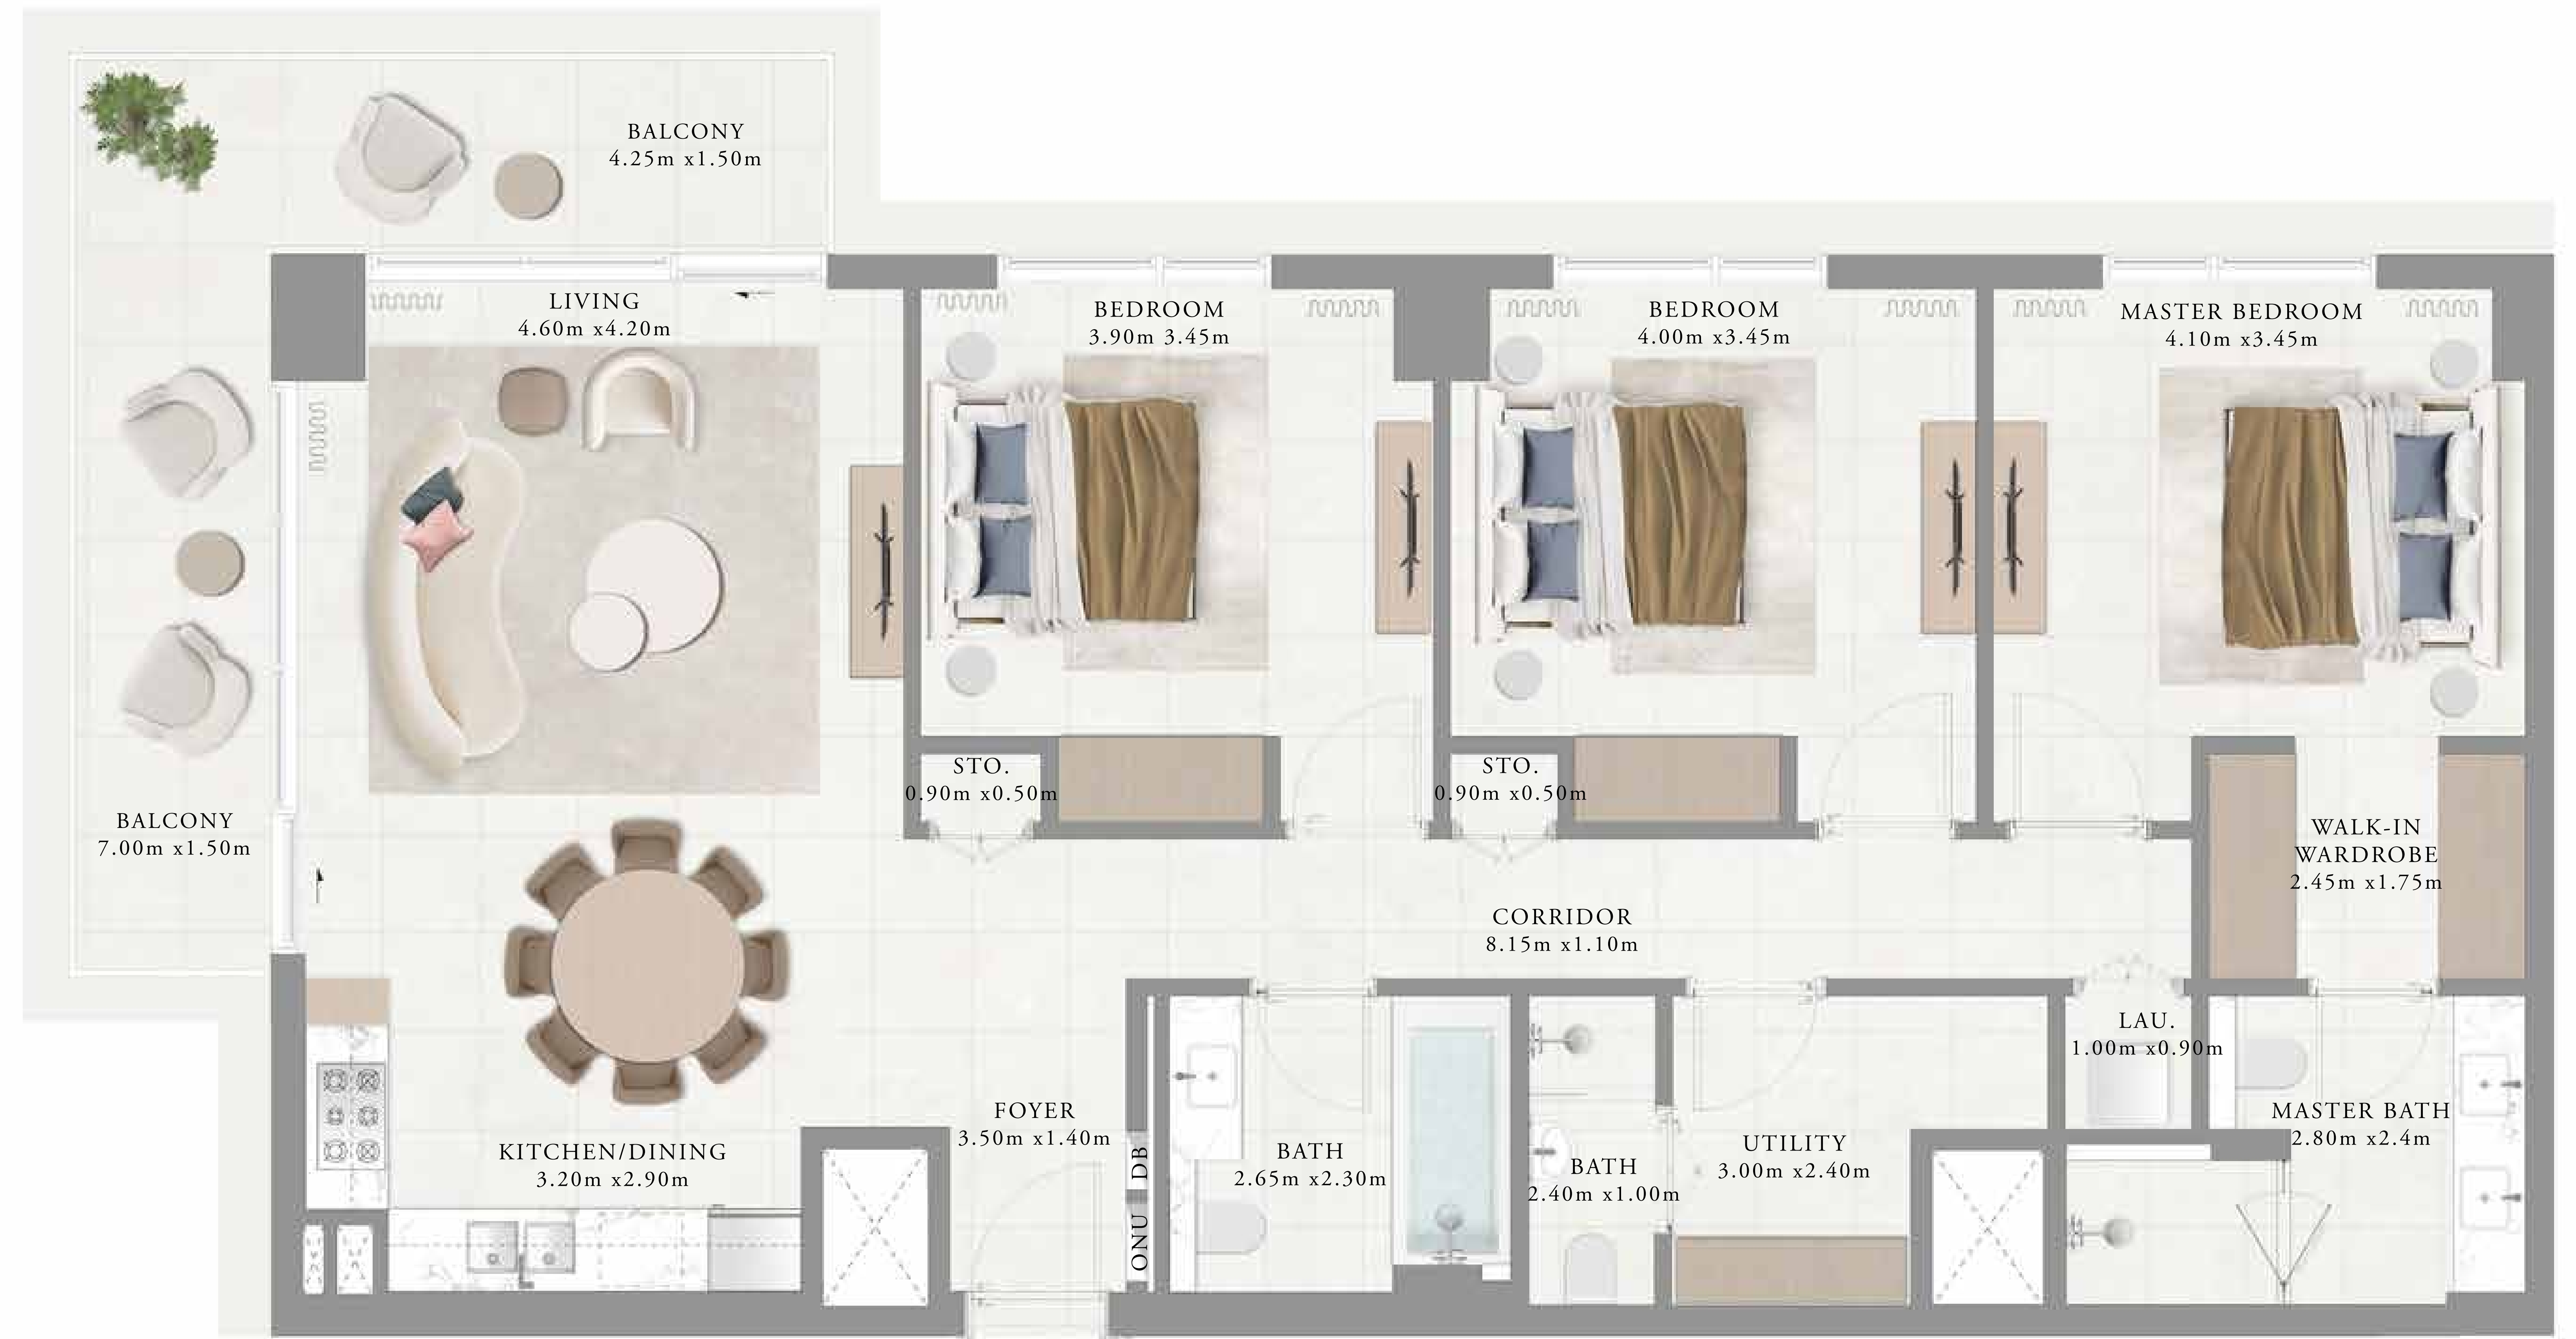 BALCONY
4.25m x1.50m
LIVING
4.60m x4.20m
BEDROOM
3.90m 3.45m
BEDROOM
4.00m x3.45m
MASTER BEDROOM
4.10m x3.45m
STO.
0.90m x0.50m
STO.
0.90m x0.50m
BALCONY
7.00m x1.50m
WALK-IN
WARDROBE
2.45m x1.75m
CORRIDOR
8.15m x1.10m
LAU.
1.00m x0.90m
FOYER
3.50m x1.40m
MASTER BATH
2.80m x2.4m
KITCHEN/DINING
3.20m x2.90m
ONU DB
BATH
2.65m x2.30m
BATH
2.40m x1.00m
UTILITY
3.00m x2.40m